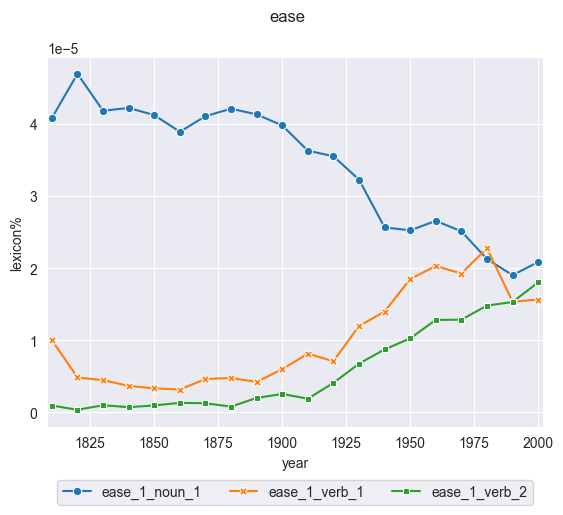 ease
1e−5
4
3
2
1
0
lexicon%
1825 1850 1875 1900 1925 1950 1975 2000
year
ease_1_noun_1 ease_1_verb_1 ease_1_verb_2